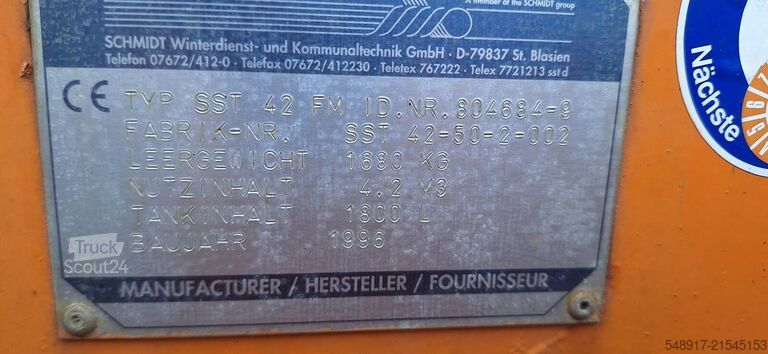 A member of the SCHMIDT group
SCHMIDT Winterdienst- und Kommunaltechnik GmbH · D-79837 St. Blasien
Telefon 07672/412-0 · Telefax 07672/412230 · Teletex 767222 · Telex 7721213 sst d
CE TYP SST 42 FM ID.NR.804684-9
FABRIK-NR. SST 42-50-2-002
LEERGEWICHT 1680 KG
NUTZINHALT 4.2 M3
TANKINHALT 1800 L
BAUJAHR 1996
MANUFACTURER / HERSTELLER / FOURNISSEUR
Nächste
Truck
Scout24
548917-21545153